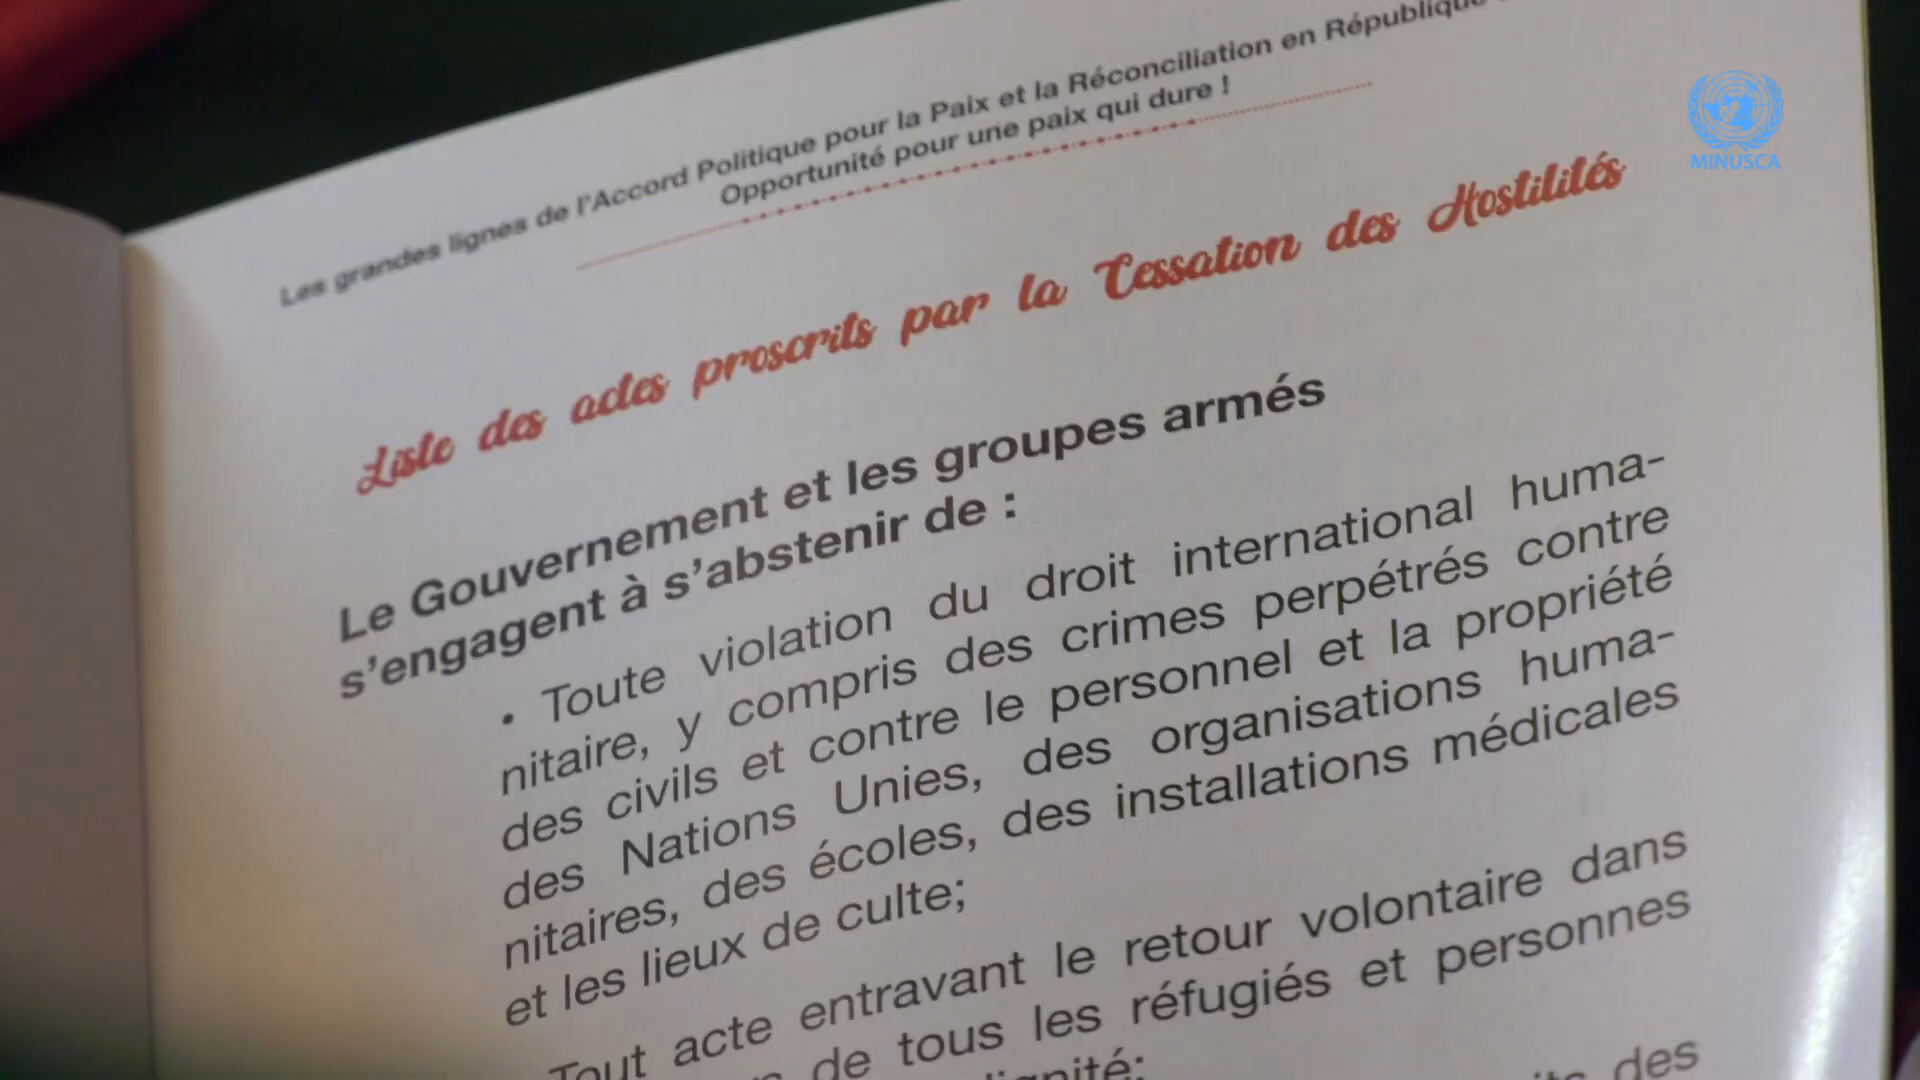 Les grandes lignes de l'Accord Politique pour la Paix et la Réconciliation en République
Opportunité pour une paix qui dure !
MINUSCA
Liste des actes proscrits par la Cessation des Hostilités
Le Gouvernement et les groupes armés
s'engagent à s'abstenir de :
• Toute violation du droit international huma-
nitaire, y compris des crimes perpétrés contre
des civils et contre le personnel et la propriété
des Nations Unies, des organisations huma-
nitaires, des écoles, des installations médicales
et les lieux de culte;
Tout acte entravant le retour volontaire dans
de tous les réfugiés et personnes
des